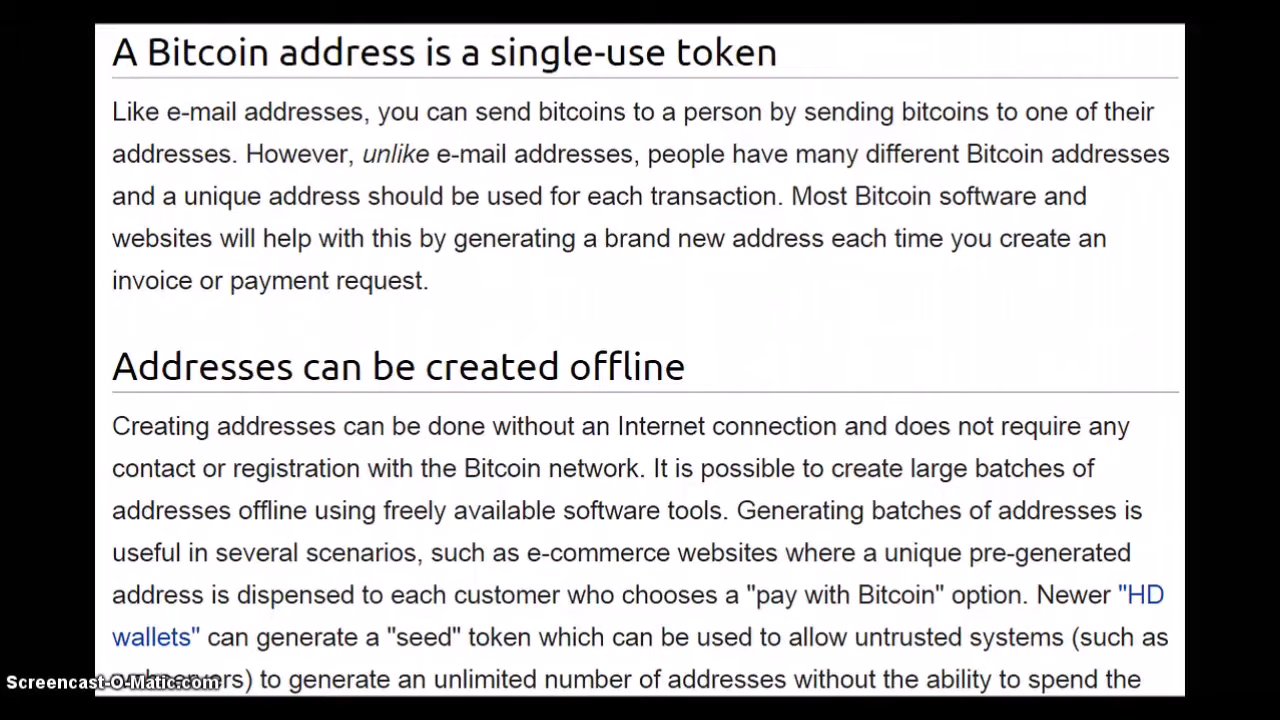 A Bitcoin address is a single-use token
Like e-mail addresses, you can send bitcoins to a person by sending bitcoins to one of their
addresses. However, unlike e-mail addresses, people have many different Bitcoin addresses
and a unique address should be used for each transaction. Most Bitcoin software and
websites will help with this by generating a brand new address each time you create an
invoice or payment request.
Addresses can be created offline
Creating addresses can be done without an Internet connection and does not require any
contact or registration with the Bitcoin network. It is possible to create large batches of
addresses offline using freely available software tools. Generating batches of addresses is
useful in several scenarios, such as e-commerce websites where a unique pre-generated
address is dispensed to each customer who chooses a "pay with Bitcoin" option. Newer "HD
wallets" can generate a "seed" token which can be used to allow untrusted systems (such as
to generate an unlimited number of addresses without the ability to spend the
Screencast-O-Matic.com